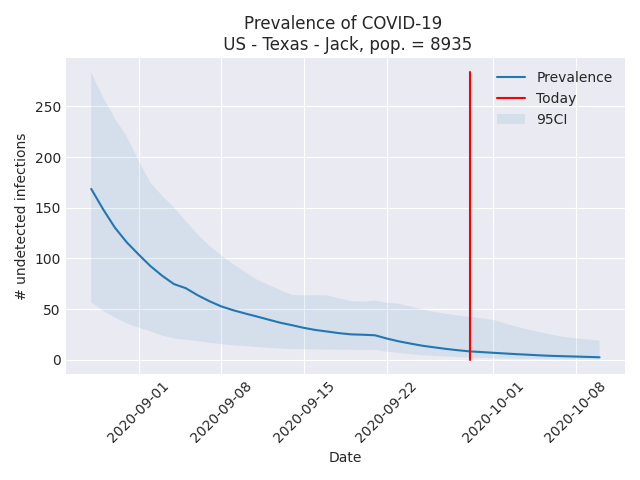 Prevalence of COVID-19
US - Texas - Jack, pop. = 8935
Prevalence
Today
95CI
# undetected infections
250
200
150
100
50
0
2020-09-01
2020-09-08
2020-09-15
2020-09-22
2020-10-01
2020-10-08
Date